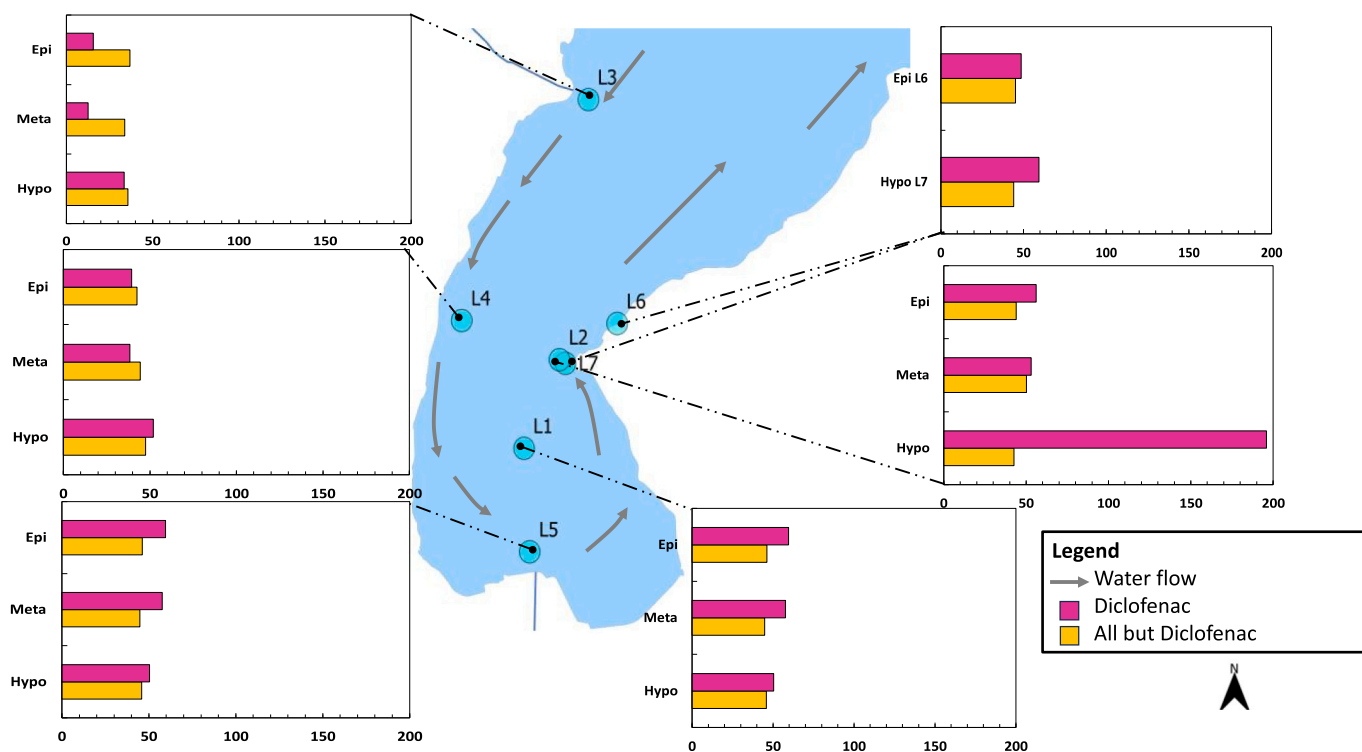 Epi
Meta
Hypo
0 50 100 150 200
Epi
Meta
Hypo
0 50 100 150 200
Epi
Meta
Hypo
0 50 100 150 200
L3
L4
L6
L2
L7
L1
L5
Epi L6
Hypo L7
0 50 100 150 200
Epi
Meta
Hypo
0 50 100 150 200
Epi
Meta
Hypo
0 50 100 150 200
Legend
Water flow
Diclofenac
All but Diclofenac
N